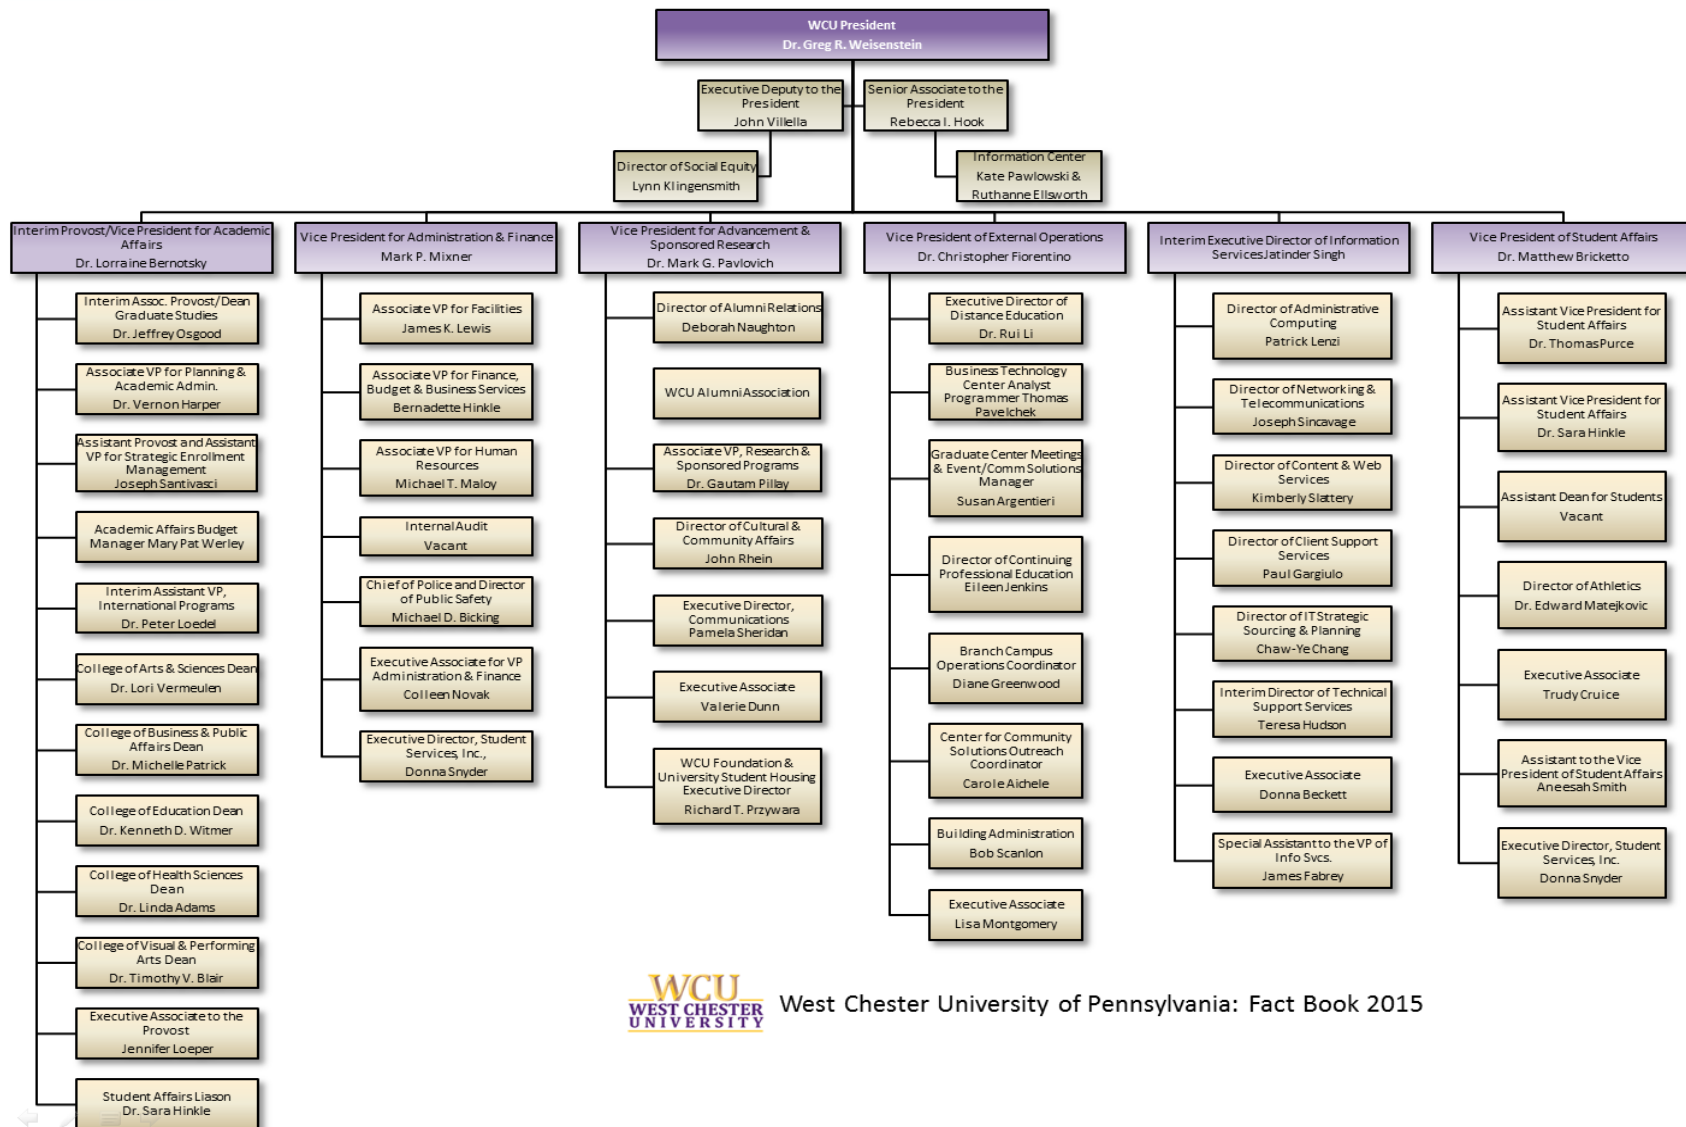 WCU President
Dr. Greg R. Weisenstein
Executive Deputy to the
President
John Villella
Senior Associate to the
President
Rebecca I. Hook
Director of Social Equity
Lynn Klingensmith
Information Center
Kate Pawlowski &
Ruthanne Ellsworth
Interim Provost/Vice President for Academic
Affairs
Dr. Lorraine Bernotsky
Interim Assoc. Provost/Dean
Graduate Studies
Dr. Jeffrey Osgood
Associate VP for Planning &
Academic Admin.
Dr. Vernon Harper
Assistant Provost and Assistant
VP for Strategic Enrollment
Management
Joseph Santivasci
Academic Affairs Budget
Manager Mary Pat Werley
Interim Assistant VP,
International Programs
Dr. Peter Loedel
College of Arts & Sciences Dean
Dr. Lori Vermeulen
College of Business & Public
Affairs Dean
Dr. Michelle Patrick
College of Education Dean
Dr. Kenneth D. Witmer
College of Health Sciences
Dean
Dr. Linda Adams
College of Visual & Performing
Arts Dean
Dr. Timothy V. Blair
Executive Associate to the
Provost
Jennifer Loeper
Student Affairs Liason
Dr. Sara Hinkle
Vice President for Administration & Finance
Mark P. Mixner
Associate VP for Facilities
James K. Lewis
Associate VP for Finance,
Budget & Business Services
Bernadette Hinkle
Associate VP for Human
Resources
Michael T. Maloy
Internal Audit
Vacant
Chief of Police and Director
of Public Safety
Michael D. Bicking
Executive Associate for VP
Administration & Finance
Colleen Novak
Executive Director, Student
Services, Inc.,
Donna Snyder
Vice President for Advancement &
Sponsored Research
Dr. Mark G. Pavlovich
Director of Alumni Relations
Deborah Naughton
WCU Alumni Association
Associate VP, Research &
Sponsored Programs
Dr. Gautam Pillay
Director of Cultural &
Community Affairs
John Rhein
Executive Director,
Communications
Pamela Sheridan
Executive Associate
Valerie Dunn
WCU Foundation &
University Student Housing
Executive Director
Richard T. Przywara
Vice President of External Operations
Dr. Christopher Fiorentino
Executive Director of
Distance Education
Dr. Rui Li
Business Technology
Center Analyst
Programmer Thomas
Pavelchek
Graduate Center Meetings
& Event/Comm Solutions
Manager
Susan Argentieri
Director of Continuing
Professional Education
Eileen Jenkins
Branch Campus
Operations Coordinator
Diane Greenwood
Center for Community
Solutions Outreach
Coordinator
Carole Aichele
Building Administration
Bob Scanlon
Executive Associate
Lisa Montgomery
Interim Executive Director of Information
Services Jatinder Singh
Director of Administrative
Computing
Patrick Lenzi
Director of Networking &
Telecommunications
Joseph Sincavage
Director of Content & Web
Services
Kimberly Slattery
Director of Client Support
Services
Paul Gargiulo
Director of IT Strategic
Sourcing & Planning
Chaw-Ye Chang
Interim Director of Technical
Support Services
Teresa Hudson
Executive Associate
Donna Beckett
Special Assistant to the VP of
Info Svcs.
James Fabrey
Vice President of Student Affairs
Dr. Matthew Bricketto
Assistant Vice President for
Student Affairs
Dr. Thomas Purce
Assistant Vice President for
Student Affairs
Dr. Sara Hinkle
Assistant Dean for Students
Vacant
Director of Athletics
Dr. Edward Matejkovic
Executive Associate
Trudy Cruice
Assistant to the Vice
President of Student Affairs
Aneesah Smith
Executive Director, Student
Services, Inc.
Donna Snyder
WCU
WEST CHESTER
UNIVERSITY
West Chester University of Pennsylvania: Fact Book 2015